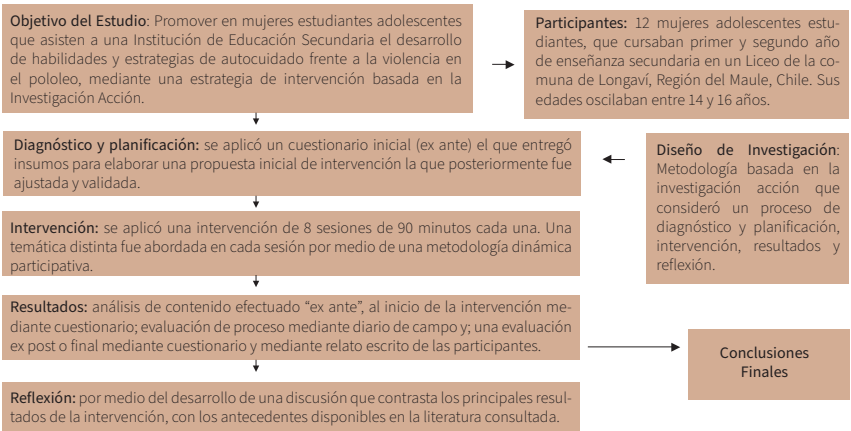 Objetivo del Estudio: Promover en mujeres estudiantes adolescentes
que asisten a una Institución de Educación Secundaria el desarrollo
de habilidades y estrategias de autocuidado frente a la violencia en
el pololeo, mediante una estrategia de intervención basada en la
Investigación Acción.
Participantes: 12 mujeres adolescentes estu-
diantes, que cursaban primer y segundo año
de enseñanza secundaria en un Liceo de la co-
muna de Longaví, Región del Maule, Chile. Sus
edades oscilaban entre 14 y 16 años.
Diagnóstico y planificación: se aplicó un cuestionario inicial (ex ante) el que entregó
insumos para elaborar una propuesta inicial de intervención la que posteriormente fue
ajustada y validada.
Diseño de Investigación:
Metodología basada en la
investigación acción que
consideró un proceso de
diagnóstico y planificación,
intervención, resultados y
reflexión.
Intervención: se aplicó una intervención de 8 sesiones de 90 minutos cada una. Una
temática distinta fue abordada en cada sesión por medio de una metodología dinámica
participativa.
Resultados: análisis de contenido efectuado “ex ante”, al inicio de la intervención me-
diante cuestionario; evaluación de proceso mediante diario de campo y; una evaluación
ex post o final mediante cuestionario y mediante relato escrito de las participantes.
Conclusiones
Finales
Reflexión: por medio del desarrollo de una discusión que contrasta los principales resul-
tados de la intervención, con los antecedentes disponibles en la literatura consultada.